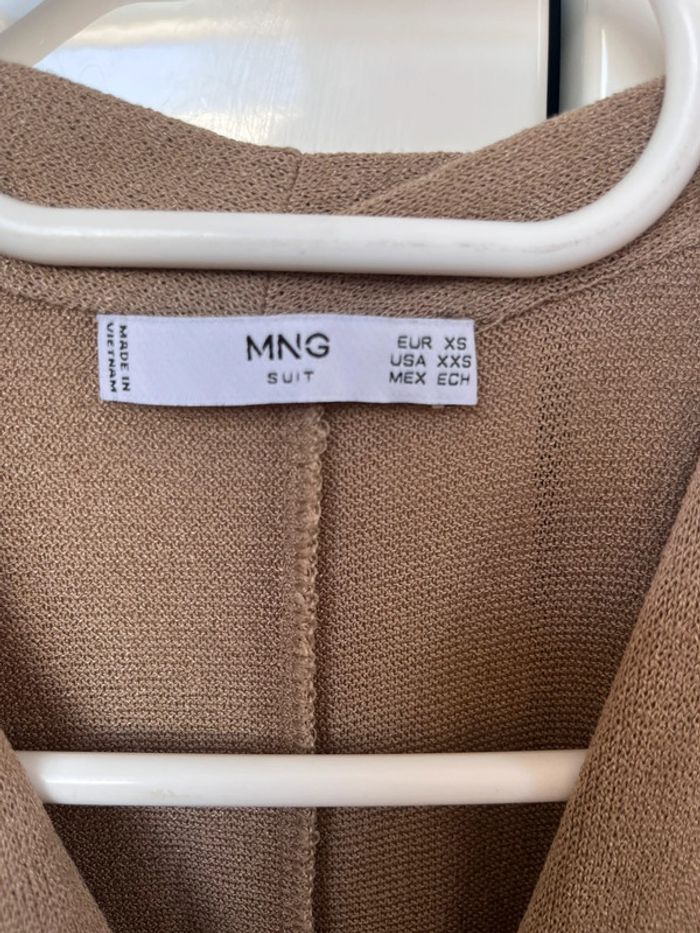 MADE IN
VIETNAM
MNG
SUIT
EUR XS
USA XXS
MEX ECH